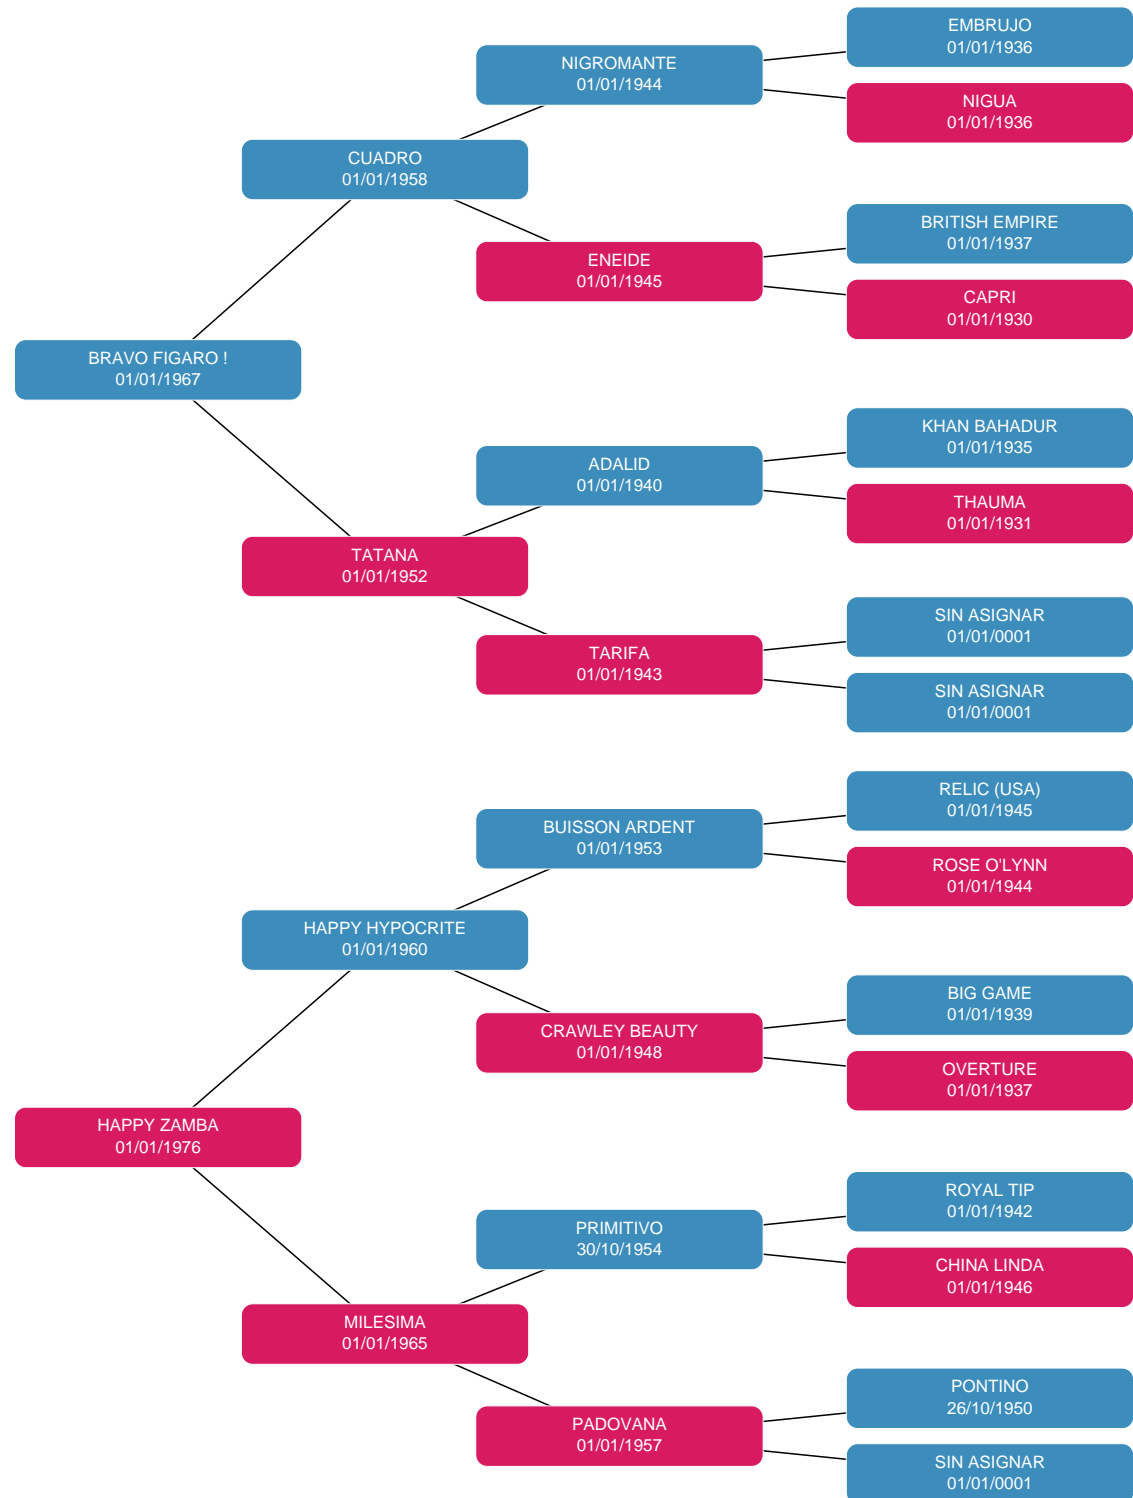 EMBRUJO
01/01/1936
NIGROMANTE
01/01/1944
NIGUA
01/01/1936
CUADRO
01/01/1958
BRITISH EMPIRE
01/01/1937
ENEIDE
01/01/1945
CAPRI
01/01/1930
BRAVO FIGARO !
01/01/1967
KHAN BAHADUR
01/01/1935
ADALID
01/01/1940
THAUMA
01/01/1931
TATANA
01/01/1952
SIN ASIGNAR
01/01/0001
TARIFA
01/01/1943
SIN ASIGNAR
01/01/0001
RELIC (USA)
01/01/1945
BUISSON ARDENT
01/01/1953
ROSE O'LYNN
01/01/1944
HAPPY HYPOCRITE
01/01/1960
BIG GAME
01/01/1939
CRAWLEY BEAUTY
01/01/1948
OVERTURE
01/01/1937
HAPPY ZAMBA
01/01/1976
ROYAL TIP
01/01/1942
PRIMITIVO
30/10/1954
CHINA LINDA
01/01/1946
MILESIMA
01/01/1965
PONTINO
26/10/1950
PADOVANA
01/01/1957
SIN ASIGNAR
01/01/0001